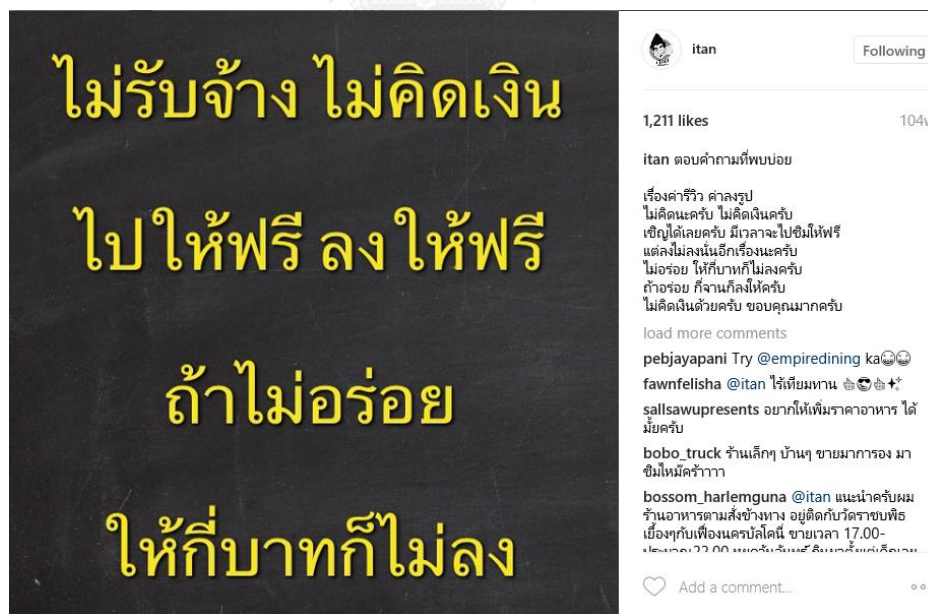 ไม่รับจ้าง ไม่คิดเงิน
ไปให้ฟรี ลงให้ฟรี
ถ้าไม่อร่อย
ให้กี่บาทก็ไม่ลง
itan
Following
1,211 likes
104w
itan ตอบคำถามที่พบบ่อย
เรื่องค่ารีวิว ค่าลงรูป
ไม่คิดนะครับ ไม่คิดเงินครับ
เชิญได้เลยครับ มีเวลาจะไปชิมให้ฟรี
แต่ลงไม่ลงนั่นอีกเรื่องนะครับ
ไม่อร่อย ให้กี่บาทก็ไม่ลงครับ
ถ้าอร่อย กี่จานก็ลงให้ครับ
ไม่คิดเงินด้วยครับ ขอบคุณมากครับ
load more comments
pebjayapani Try @empiredining ka😂😂
fawnfelisha @itan ไร้เทียมทาน 👍😎👍✨
sallsawupresents อยากให้เพิ่มราคาอาหาร ได้
มั้ยครับ
bobo_truck ร้านเล็กๆ บ้านๆ ขายมาการอง มา
ชิมไหม๊คร้าาาา
bossom_harlemguna @itan แนะนำครับผม
ร้านอาหารตามสั่งข้างทาง อยู่ติดกับวัดราชบพิธ
เยื้องๆกับเฟื่องนครบัลโคนี่ ขายเวลา 17.00-
Add a comment...